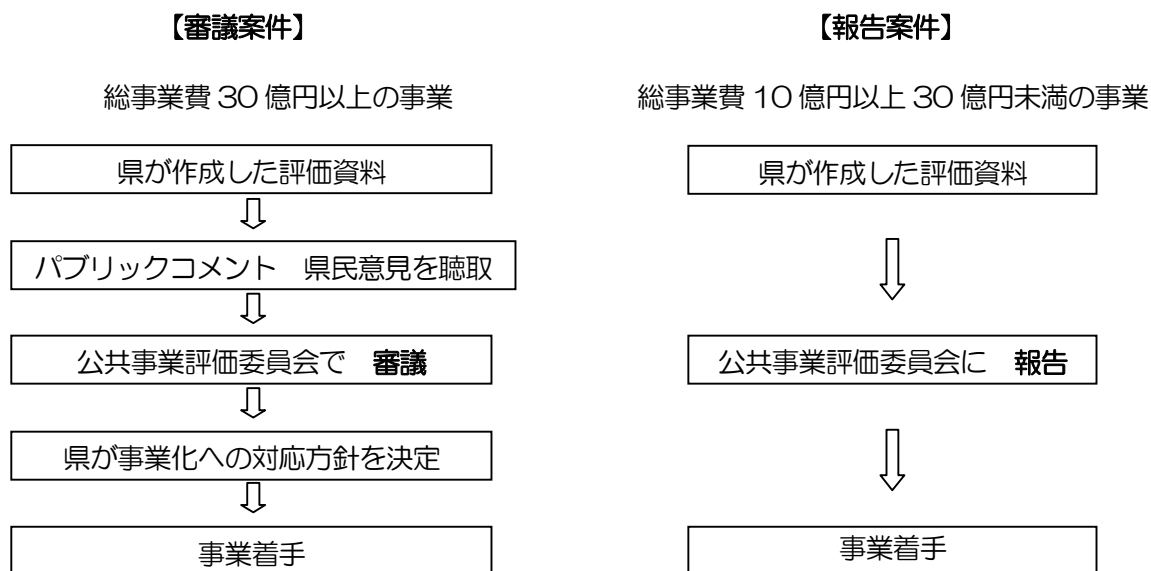 【審議案件】
総事業費 30 億円以上の事業
県が作成した評価資料
パブリックコメント　県民意見を聴取
公共事業評価委員会で　審議
県が事業化への対応方針を決定
事業着手
【報告案件】
総事業費 10 億円以上 30 億円未満の事業
県が作成した評価資料
公共事業評価委員会に　報告
事業着手